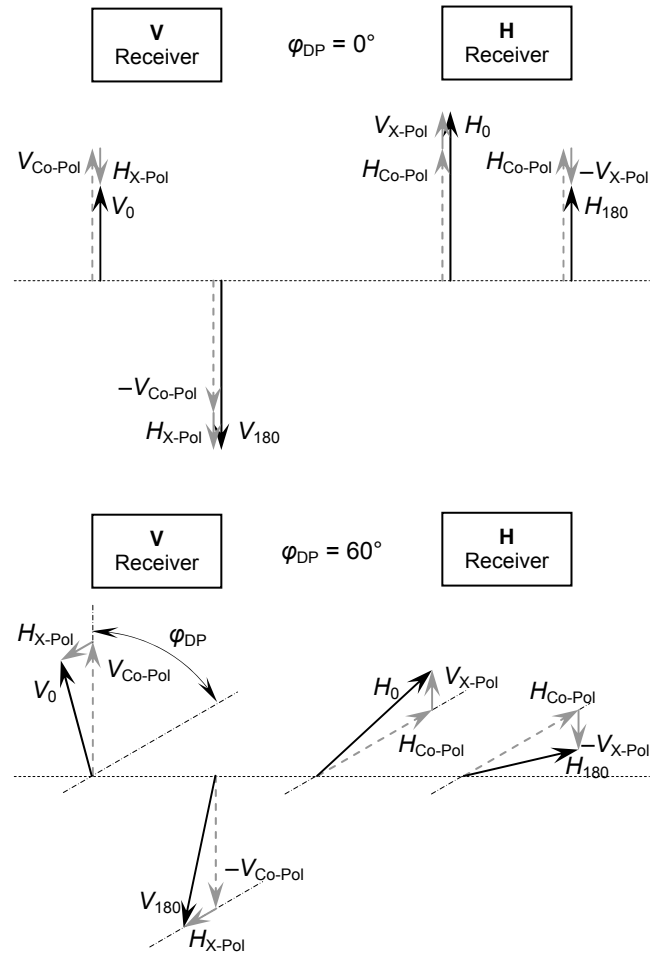 V
Receiver
φDP = 0°
H
Receiver
VCo-Pol
HX-Pol
V0
VX-Pol
H0
HCo-Pol
HCo-Pol
–VX-Pol
H180
–VCo-Pol
HX-Pol
V180
V
Receiver
φDP = 60°
H
Receiver
HX-Pol
φDP
VCo-Pol
V0
H0
VX-Pol
HCo-Pol
HCo-Pol
–VX-Pol
H180
–VCo-Pol
V180
HX-Pol